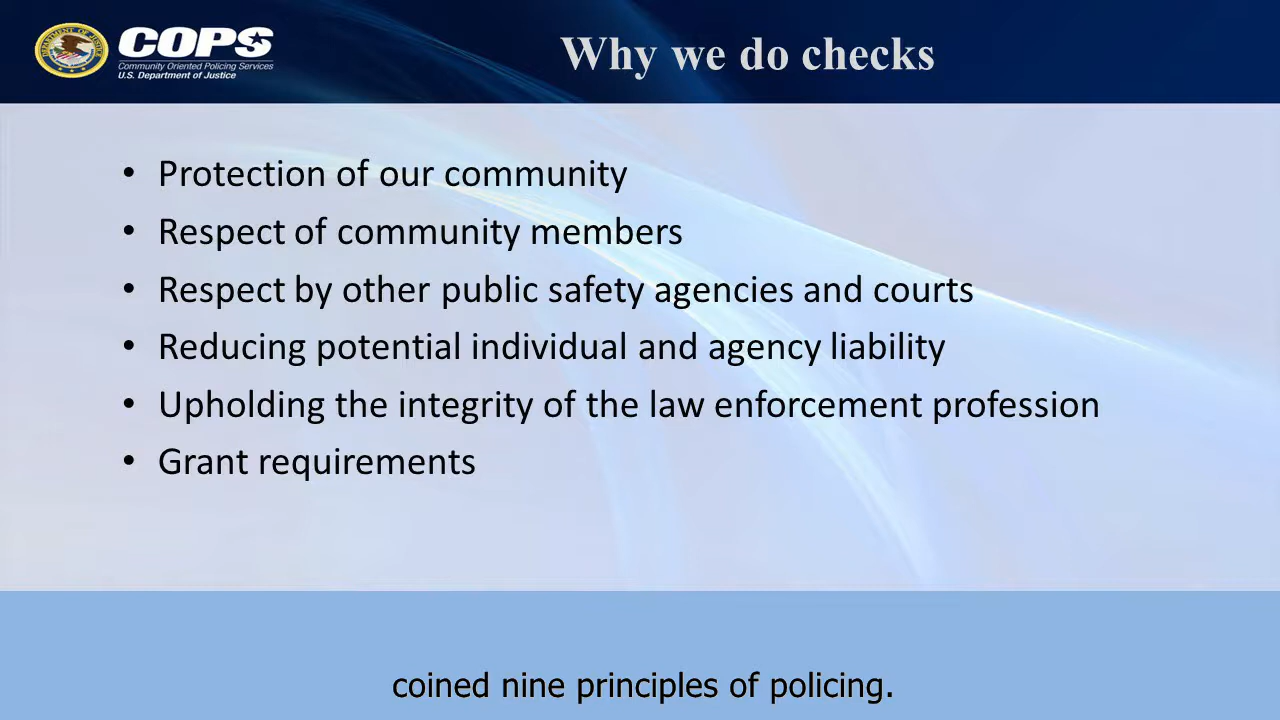 COPS
Community Oriented Policing Services
U.S. Department of Justice
Why we do checks
• Protection of our community
• Respect of community members
• Respect by other public safety agencies and courts
• Reducing potential individual and agency liability
• Upholding the integrity of the law enforcement profession
• Grant requirements
coined nine principles of policing.